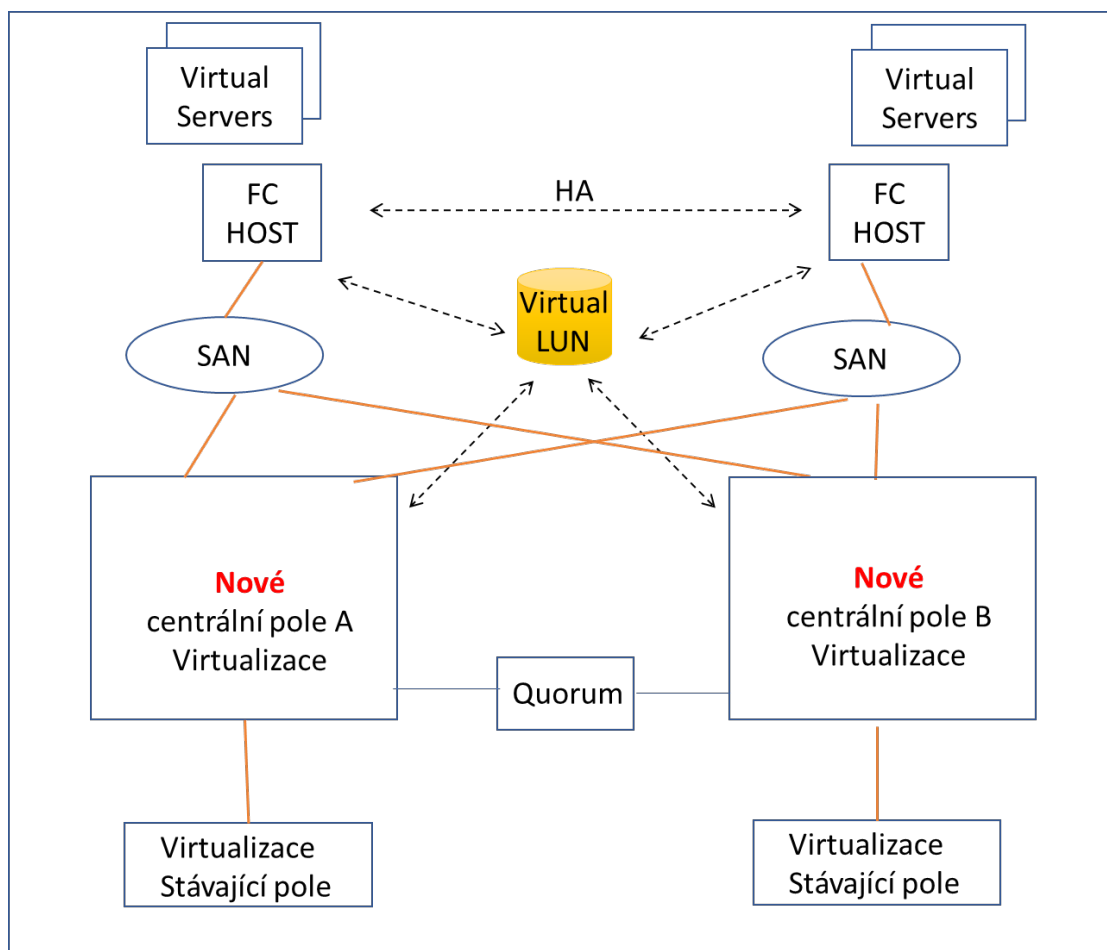 Virtual
Servers
Virtual
Servers
FC
HOST
HA
FC
HOST
Virtual
LUN
SAN
SAN
Nové
centrální pole A
Virtualizace
Nové
centrální pole B
Virtualizace
Quorum
Virtualizace
Stávající pole
Virtualizace
Stávající pole